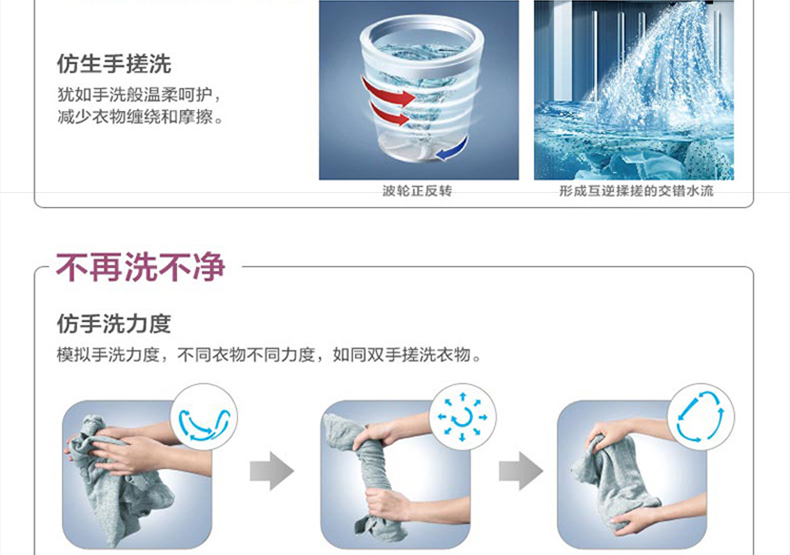 仿生手搓洗
犹如手洗般温柔呵护，
减少衣物缠绕和摩擦。
波轮正反转
形成互逆揉搓的交错水流
不再洗不净
仿手洗力度
模拟手洗力度，不同衣物不同力度，如同双手搓洗衣物。